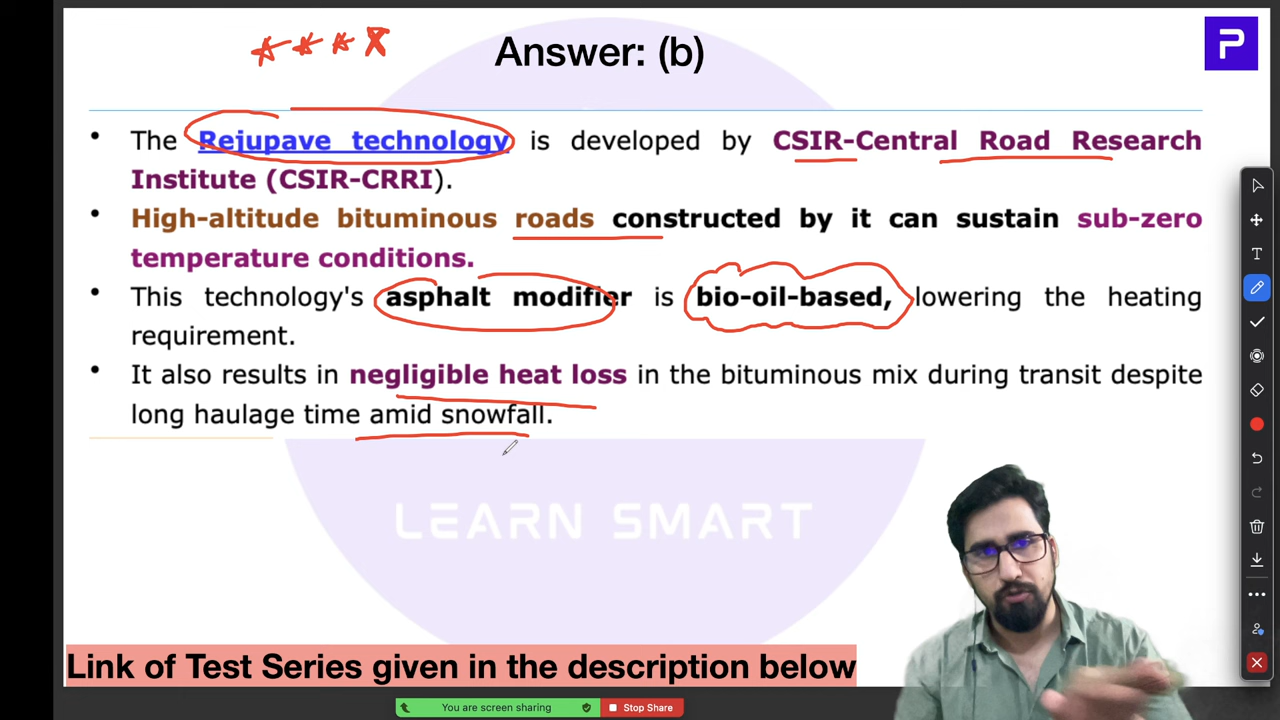 Answer: (b)
P
• The Rejupave technology is developed by CSIR-Central Road Research
Institute (CSIR-CRRI).
• High-altitude bituminous roads constructed by it can sustain sub-zero
temperature conditions.
• This technology's asphalt modifier is bio-oil-based, lowering the heating
requirement.
• It also results in negligible heat loss in the bituminous mix during transit despite
long haulage time amid snowfall.
LEARN SMART
Link of Test Series given in the description below
You are screen sharing
Stop Share
T